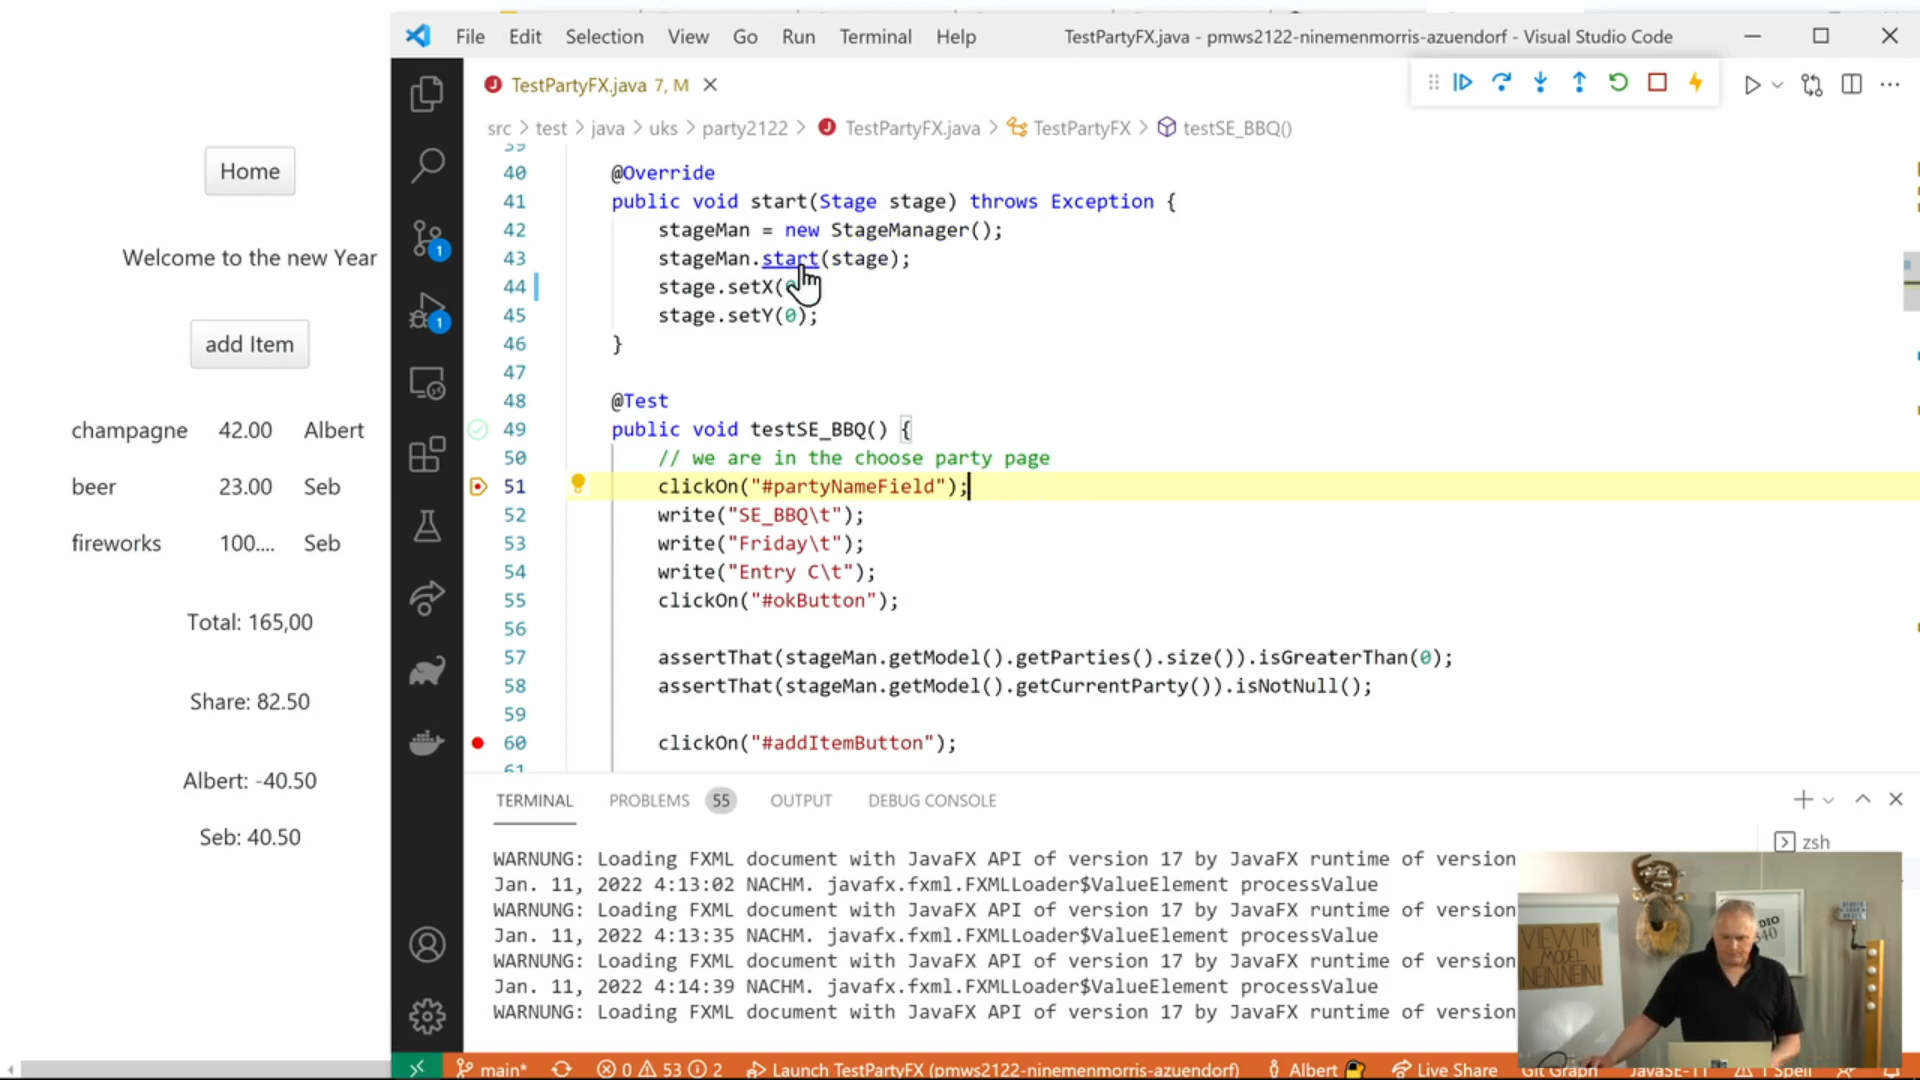 Home
Welcome to the new Year
add Item
champagne 42.00 Albert
beer 23.00 Seb
fireworks 100.... Seb
Total: 165,00
Share: 82.50
Albert: -40.50
Seb: 40.50
File Edit Selection View Go Run Terminal Help
TestPartyFX.java - pmws2122-ninemenmorris-azuendorf - Visual Studio Code
TestPartyFX.java 7, M
src > test > java > uks > party2122 > TestPartyFX.java > TestPartyFX > testSE_BBQ()
39
40 @Override
41 public void start(Stage stage) throws Exception {
42 stageMan = new StageManager();
43 stageMan.start(stage);
44 stage.setX(
45 stage.setY(0);
46 }
47
48 @Test
49 public void testSE_BBQ() {
50 // we are in the choose party page
51 clickOn("#partyNameField");
52 write("SE_BBQ\t");
53 write("Friday\t");
54 write("Entry C\t");
55 clickOn("#okButton");
56
57 assertThat(stageMan.getModel().getParties().size()).isGreaterThan(0);
58 assertThat(stageMan.getModel().getCurrentParty()).isNotNull();
59
60 clickOn("#addItemButton");
61
1
1
TERMINAL PROBLEMS 55 OUTPUT DEBUG CONSOLE
zsh
WARNUNG: Loading FXML document with JavaFX API of version 17 by JavaFX runtime of version
Jan. 11, 2022 4:13:02 NACHM. javafx.fxml.FXMLLoader$ValueElement processValue
WARNUNG: Loading FXML document with JavaFX API of version 17 by JavaFX runtime of version
Jan. 11, 2022 4:13:35 NACHM. javafx.fxml.FXMLLoader$ValueElement processValue
WARNUNG: Loading FXML document with JavaFX API of version 17 by JavaFX runtime of version
Jan. 11, 2022 4:14:39 NACHM. javafx.fxml.FXMLLoader$ValueElement processValue
WARNUNG: Loading FXML document with JavaFX API of version 17 by JavaFX runtime of version
VIEW IM
MODEL
NEIN NEIN!
main* 0 53 2 Launch TestPartyFX (pmws2122-ninemenmorris-azuendorf) Albert Live Share Git Graph JavaSE-11 1 Spell